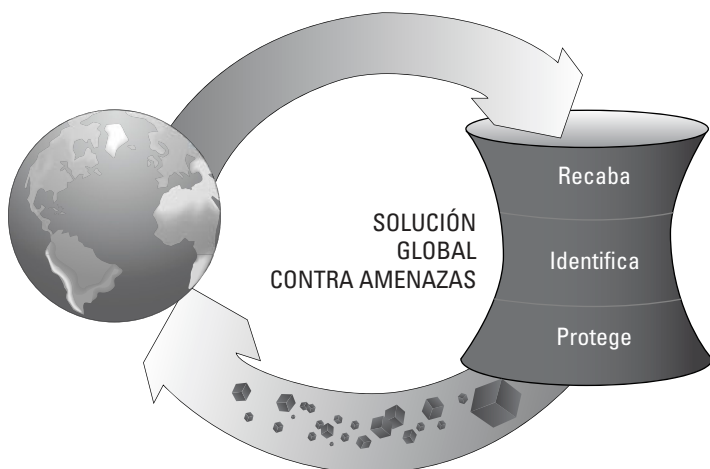 SOLUCIÓN
GLOBAL
CONTRA AMENAZAS
Recaba
Identifica
Protege